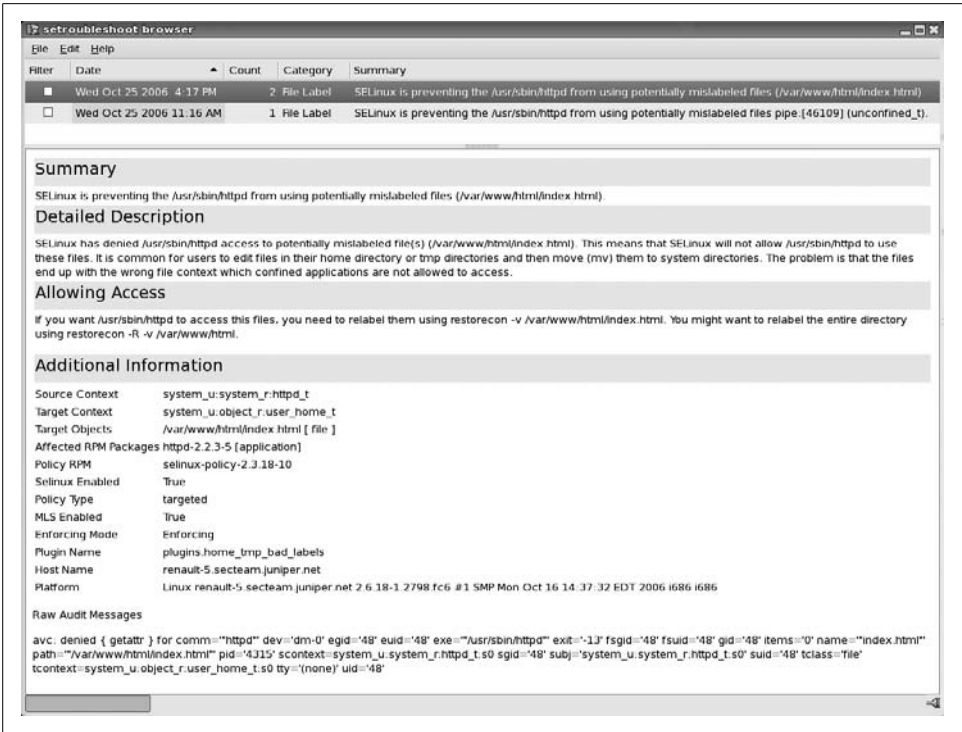 setroubleshoot browser
File Edit Help
Filter Date Count Category Summary
Wed Oct 25 2006 4:17 PM 2 File Label SELinux is preventing the /usr/sbin/httpd from using potentially mislabeled files (/var/www/html/index.html)
Wed Oct 25 2006 11:16 AM 1 File Label SELinux is preventing the /usr/sbin/httpd from using potentially mislabeled files pipe:[46109] (unconfined_t).
Summary
SELinux is preventing the /usr/sbin/httpd from using potentially mislabeled files (/var/www/html/index.html).
Detailed Description
SELinux has denied /usr/sbin/httpd access to potentially mislabeled file(s) (/var/www/html/index.html). This means that SELinux will not allow /usr/sbin/httpd to use
these files. It is common for users to edit files in their home directory or tmp directories and then move (mv) them to system directories. The problem is that the files
end up with the wrong file context which confined applications are not allowed to access.
Allowing Access
If you want /usr/sbin/httpd to access this files, you need to relabel them using restorecon -v /var/www/html/index.html. You might want to relabel the entire directory
using restorecon -R -v /var/www/html.
Additional Information
Source Context system_u:system_r:httpd_t
Target Context system_u:object_r:user_home_t
Target Objects /var/www/html/index.html [ file ]
Affected RPM Packages httpd-2.2.3-5 [application]
Policy RPM selinux-policy-2.3.18-10
Selinux Enabled True
Policy Type targeted
MLS Enabled True
Enforcing Mode Enforcing
Plugin Name plugins.home_tmp_bad_labels
Host Name renault-5.secteam.juniper.net
Platform Linux renault-5.secteam.juniper.net 2.6.18-1.2798.fc6 #1 SMP Mon Oct 16 14:37:32 EDT 2006 i686 i686
Raw Audit Messages
avc: denied { getattr } for comm='"httpd"' dev='dm-0' egid='48' euid='48' exe='"/usr/sbin/httpd"' exit='-13' fsgid='48' fsuid='48' gid='48' items='0' name='"index.html"'
path='"/var/www/html/index.html"' pid='4315' scontext=system_u:system_r:httpd_t:s0 sgid='48' subj='system_u:system_r:httpd_t:s0' suid='48' tclass='file'
tcontext=system_u:object_r:user_home_t:s0 tty='(none)' uid='48'